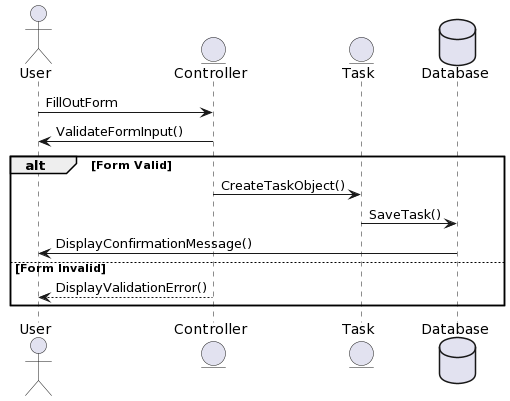 User Controller Task Database
FillOutForm
ValidateFormInput()
alt [Form Valid]
CreateTaskObject()
SaveTask()
DisplayConfirmationMessage()
[Form Invalid]
DisplayValidationError()
User Controller Task Database